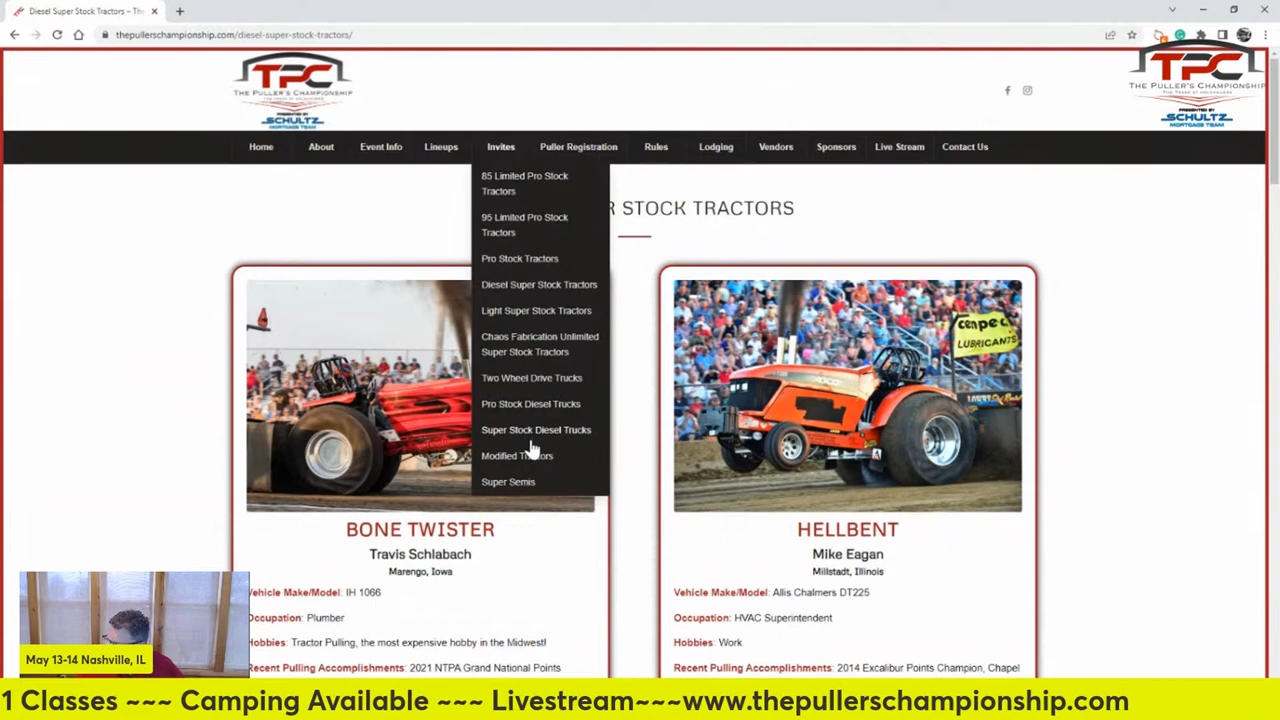 Diesel Super Stock Tractors – The
thepullerschampionship.com/diesel-super-stock-tractors/
TPC
THE PULLER'S CHAMPIONSHIP
PRESENTED BY
SCHULTZ
MORTGAGE TEAM
TPC
THE PULLER'S CHAMPIONSHIP
PRESENTED BY
SCHULTZ
MORTGAGE TEAM
Home About Event Info Lineups Invites Puller Registration Rules Lodging Vendors Sponsors Live Stream Contact Us
85 Limited Pro Stock
Tractors
95 Limited Pro Stock
Tractors
Pro Stock Tractors
Diesel Super Stock Tractors
Light Super Stock Tractors
Chaos Fabrication Unlimited
Super Stock Tractors
Two Wheel Drive Trucks
Pro Stock Diesel Trucks
Super Stock Diesel Trucks
Modified Tractors
Super Semis
R STOCK TRACTORS
LUBRICANTS
BONE TWISTER
Travis Schlabach
Marengo, Iowa
Vehicle Make/Model: IH 1066
Occupation: Plumber
Hobbies: Tractor Pulling, the most expensive hobby in the Midwest!
Recent Pulling Accomplishments: 2021 NTPA Grand National Points
HELLBENT
Mike Eagan
Millstadt, Illinois
Vehicle Make/Model: Allis Chalmers DT225
Occupation: HVAC Superintendent
Hobbies: Work
Recent Pulling Accomplishments: 2014 Excalibur Points Champion, Chapel
May 13-14 Nashville, IL
1 Classes ~~~ Camping Available ~~~ Livestream~~~www.thepullerschampionship.com